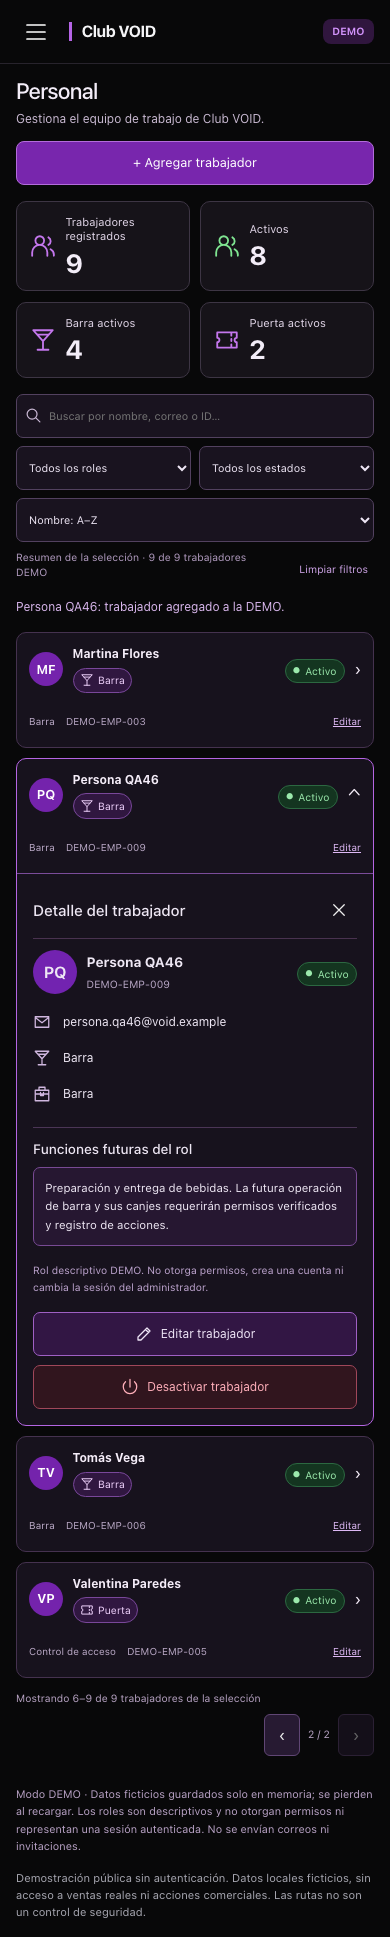 Club VOID
DEMO
Personal
Gestiona el equipo de trabajo de Club VOID.
+ Agregar trabajador
Trabajadores
registrados
9
Activos
8
Barra activos
4
Puerta activos
2
Buscar por nombre, correo o ID...
Todos los roles
Todos los estados
Nombre: A–Z
Resumen de la selección · 9 de 9 trabajadores
DEMO
Limpiar filtros
Persona QA46: trabajador agregado a la DEMO.
MF
Martina Flores
Barra
Activo
Barra DEMO-EMP-003
Editar
PQ
Persona QA46
Barra
Activo
Barra DEMO-EMP-009
Editar
Detalle del trabajador
PQ
Persona QA46
DEMO-EMP-009
Activo
persona.qa46@void.example
Barra
Barra
Funciones futuras del rol
Preparación y entrega de bebidas. La futura operación
de barra y sus canjes requerirán permisos verificados
y registro de acciones.
Rol descriptivo DEMO. No otorga permisos, crea una cuenta ni
cambia la sesión del administrador.
Editar trabajador
Desactivar trabajador
TV
Tomás Vega
Barra
Activo
Barra DEMO-EMP-006
Editar
VP
Valentina Paredes
Puerta
Activo
Control de acceso DEMO-EMP-005
Editar
Mostrando 6–9 de 9 trabajadores de la selección
‹ 2 / 2 ›
Modo DEMO · Datos ficticios guardados solo en memoria; se pierden
al recargar. Los roles son descriptivos y no otorgan permisos ni
representan una sesión autenticada. No se envían correos ni
invitaciones.
Demostración pública sin autenticación. Datos locales ficticios, sin
acceso a ventas reales ni acciones comerciales. Las rutas no son
un control de seguridad.